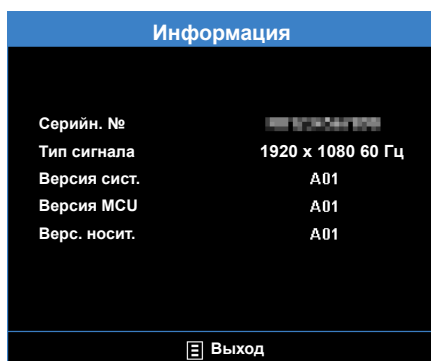 Информация
Серийн. №
Тип сигнала 1920 x 1080 60 Гц
Версия сист. A01
Версия MCU A01
Верс. носит. A01
Выход